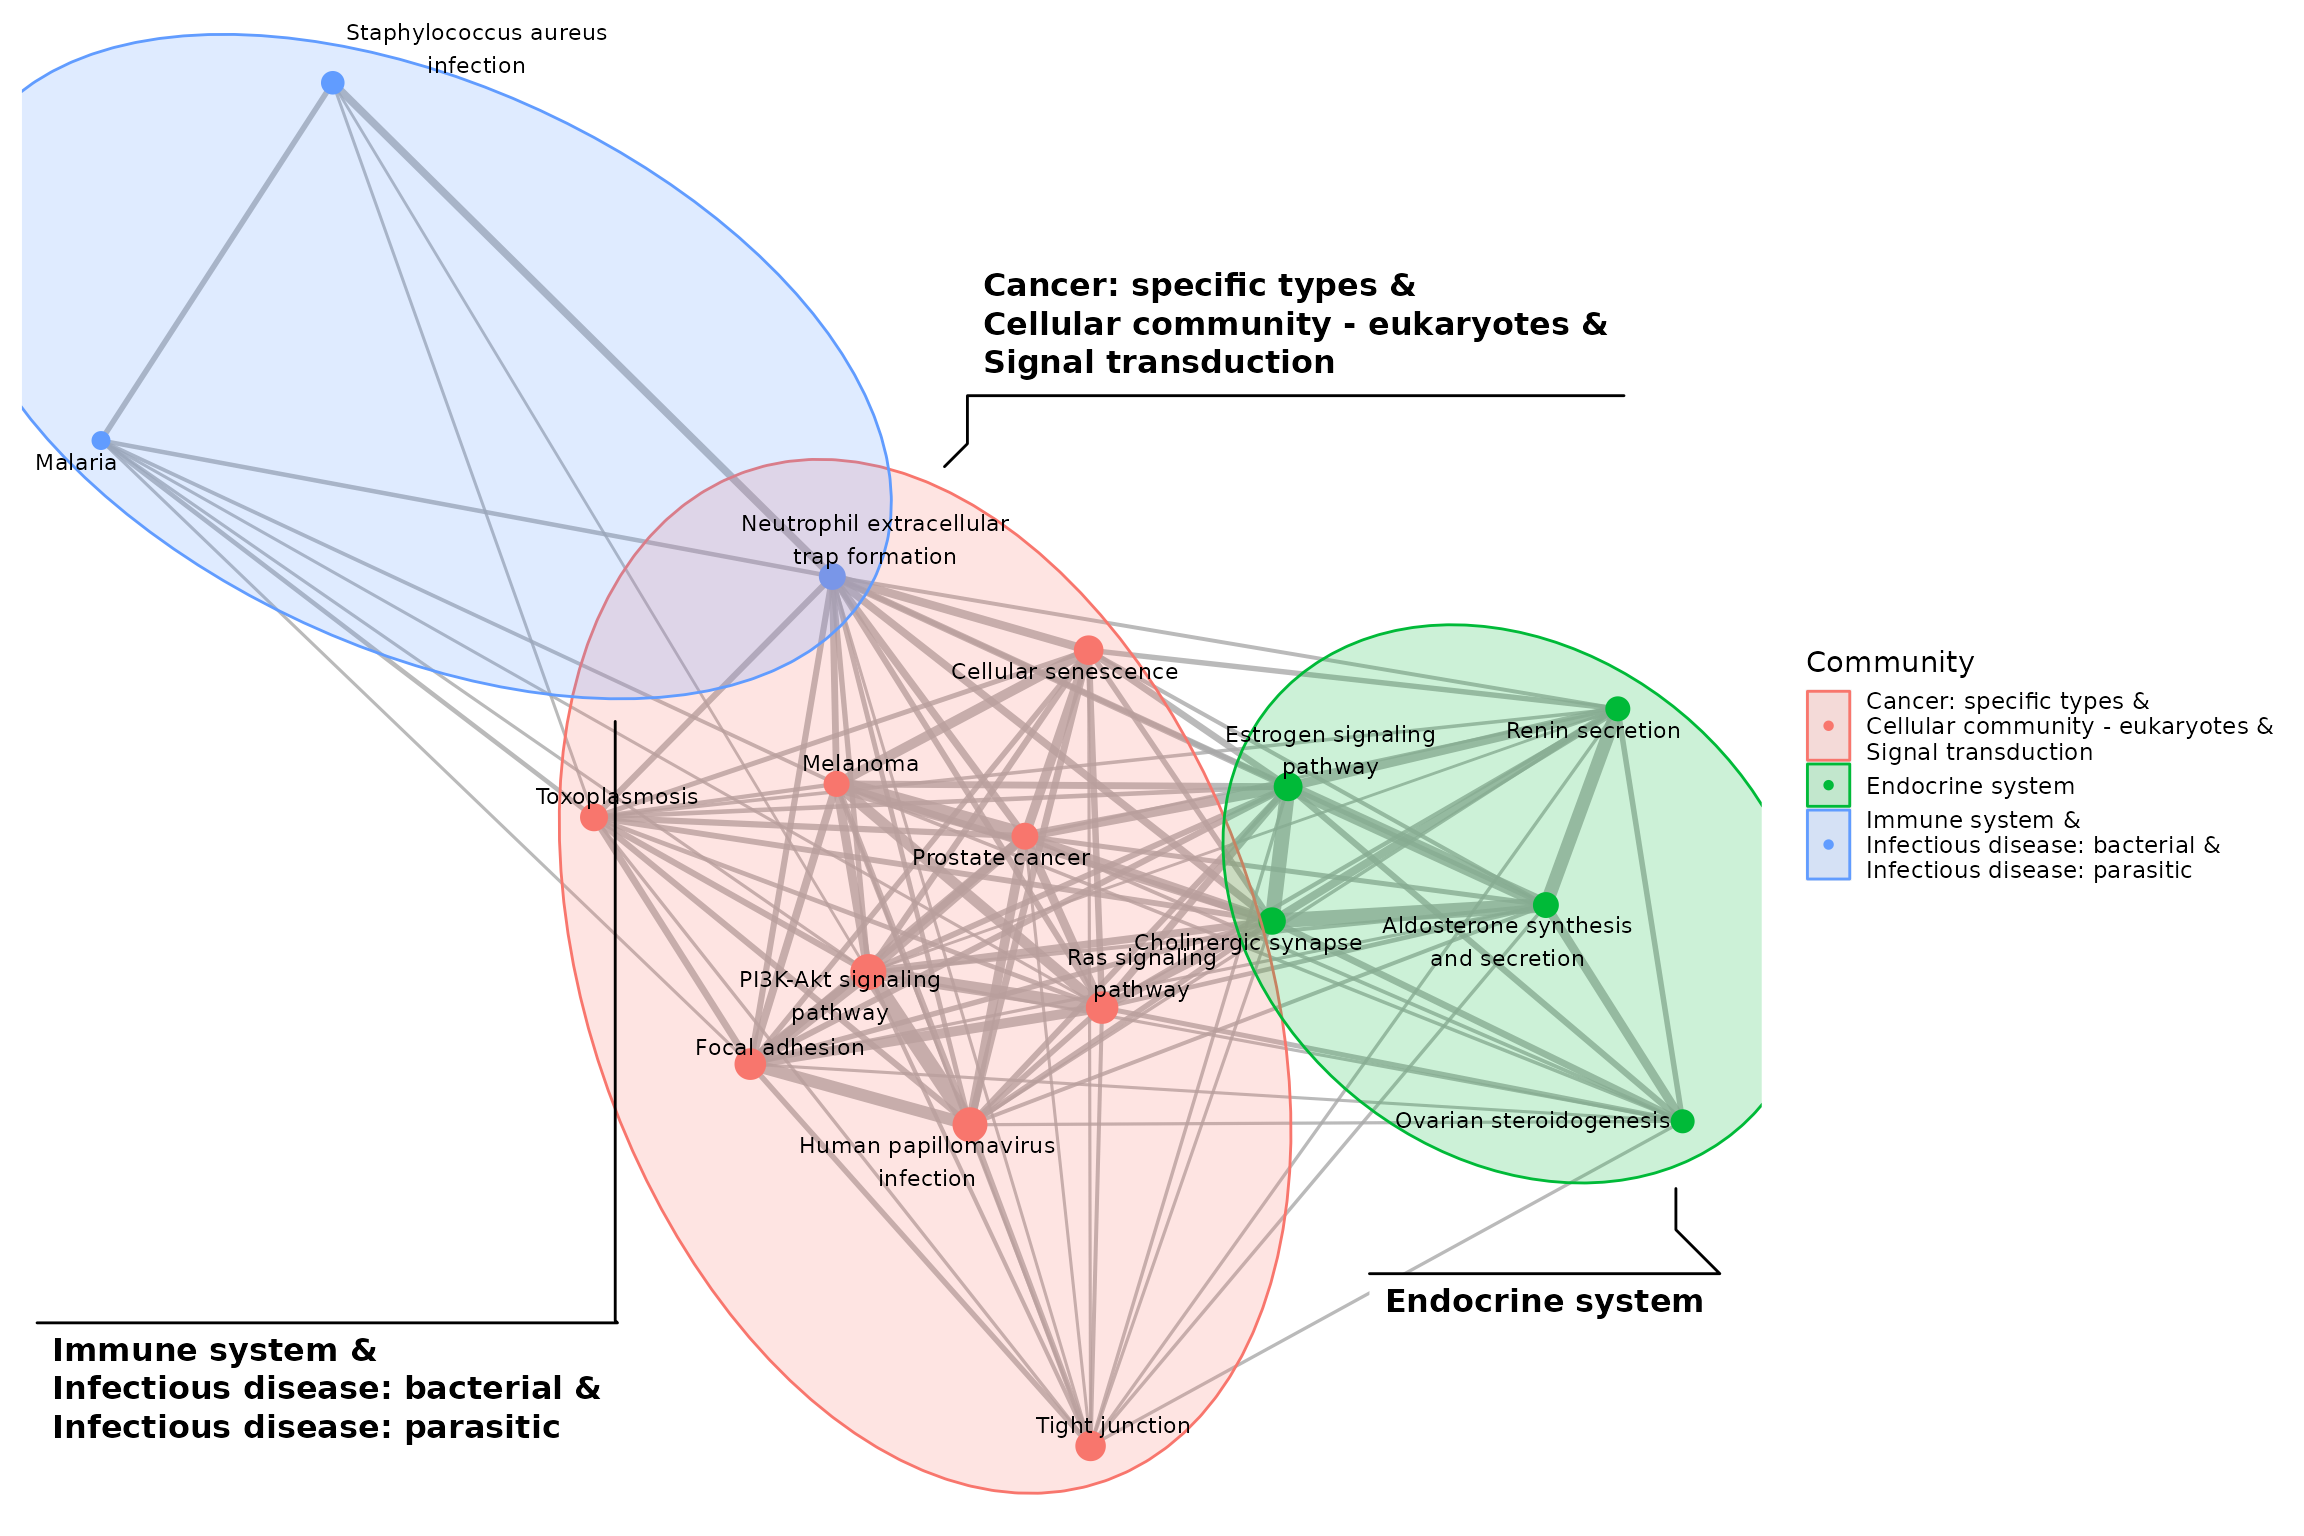 Staphylococcus aureus
infection
Cancer: specific types &
Cellular community - eukaryotes &
Signal transduction
Malaria
Neutrophil extracellular
trap formation
Cellular senescence
Estrogen signaling
pathway
Renin secretion
Melanoma
Toxoplasmosis
Prostate cancer
Cholinergic synapse
Aldosterone synthesis
and secretion
Ras signaling
pathway
PI3K-Akt signaling
pathway
Focal adhesion
Human papillomavirus
infection
Ovarian steroidogenesis
Endocrine system
Immune system &
Infectious disease: bacterial &
Infectious disease: parasitic
Tight junction
Community
Cancer: specific types &
Cellular community - eukaryotes &
Signal transduction
Endocrine system
Immune system &
Infectious disease: bacterial &
Infectious disease: parasitic